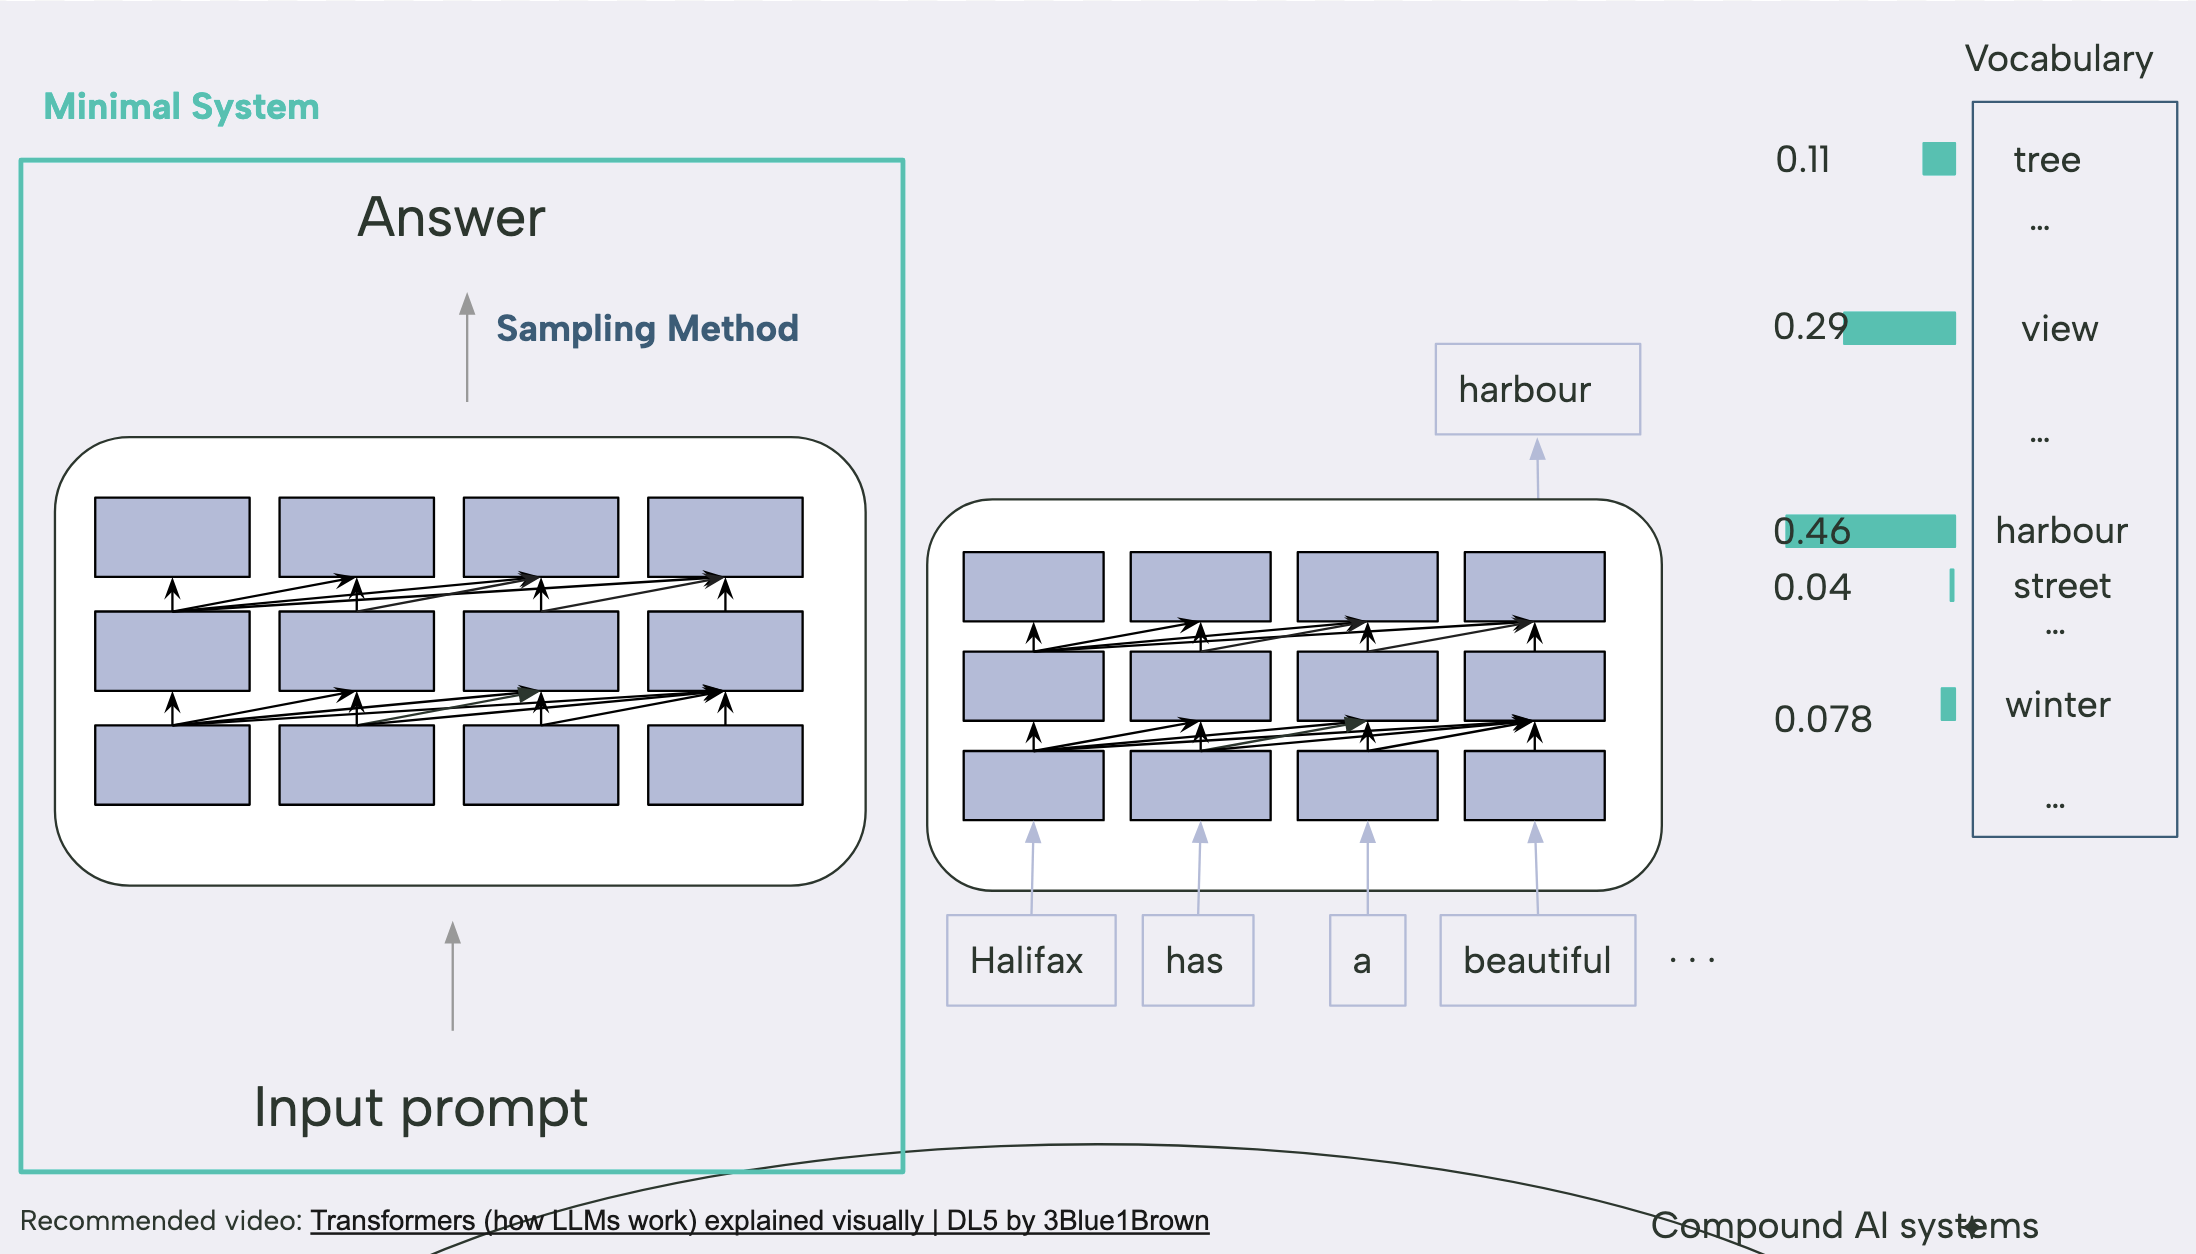 Minimal System
Answer
Sampling Method
Input prompt
harbour
Halifax has a beautiful ...
Vocabulary
0.11 tree
...
0.29 view
...
0.46 harbour
0.04 street
...
0.078 winter
...
Recommended video: Transformers (how LLMs work) explained visually | DL5 by 3Blue1Brown
Compound AI systems